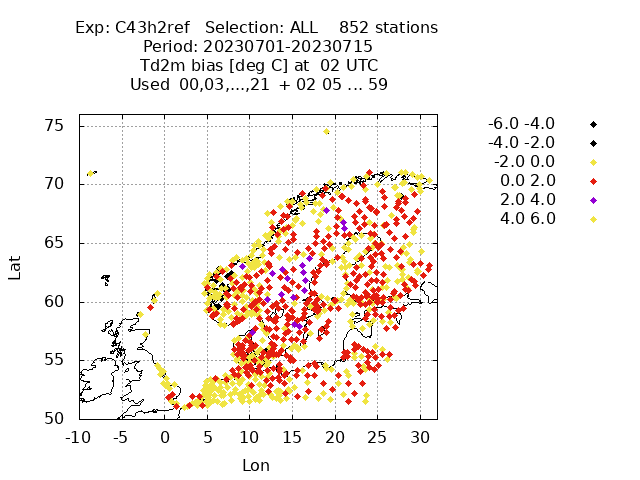 Exp: C43h2ref   Selection: ALL    852 stations
Period: 20230701-20230715
Td2m bias [deg C] at  02 UTC
Used  00,03,...,21  + 02 05 ... 59
-6.0 -4.0
-4.0 -2.0
-2.0 0.0
0.0 2.0
2.0 4.0
4.0 6.0
75
70
65
60
55
50
Lat
-10 -5 0 5 10 15 20 25 30
Lon